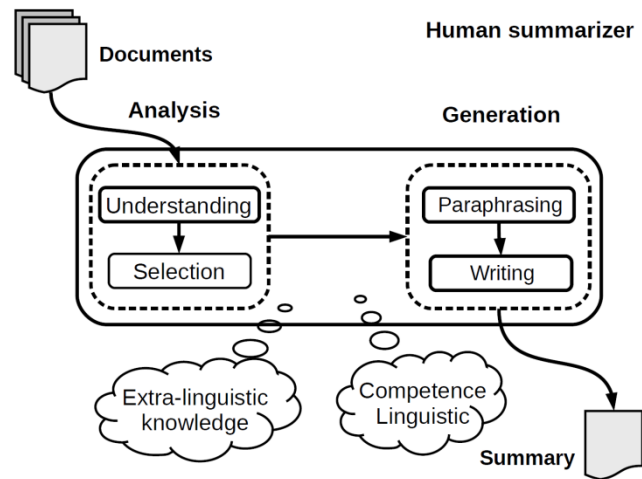 Human summarizer
Documents
Analysis
Generation
Understanding
Selection
Paraphrasing
Writing
Extra-linguistic
knowledge
Competence
Linguistic
Summary